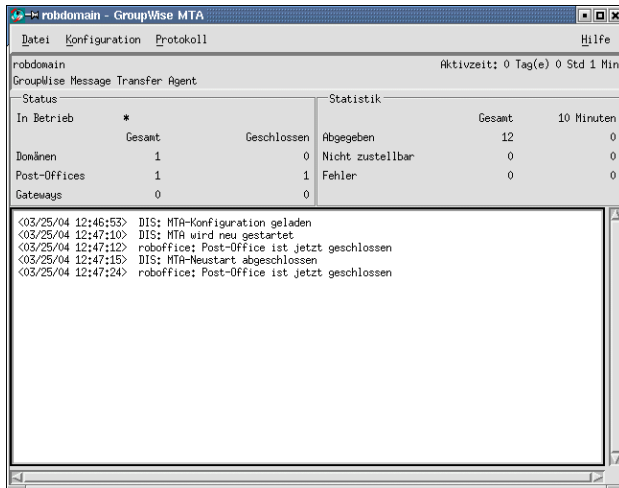 robdomain - GroupWise MTA
Datei Konfiguration Protokoll Hilfe
robdomain Aktivzeit: 0 Tag(e) 0 Std 1 Min
GroupWise Message Transfer Agent
Status Statistik
In Betrieb * Gesamt 10 Minuten
Gesamt Geschlossen Abgegeben 12 0
Domänen 1 0 Nicht zustellbar 0 0
Post-Offices 1 1 Fehler 0 0
Gateways 0 0
<03/25/04 12:46:53> DIS: MTA-Konfiguration geladen
<03/25/04 12:47:10> DIS: MTA wird neu gestartet
<03/25/04 12:47:12> roboffice: Post-Office ist jetzt geschlossen
<03/25/04 12:47:15> DIS: MTA-Neustart abgeschlossen
<03/25/04 12:47:24> roboffice: Post-Office ist jetzt geschlossen